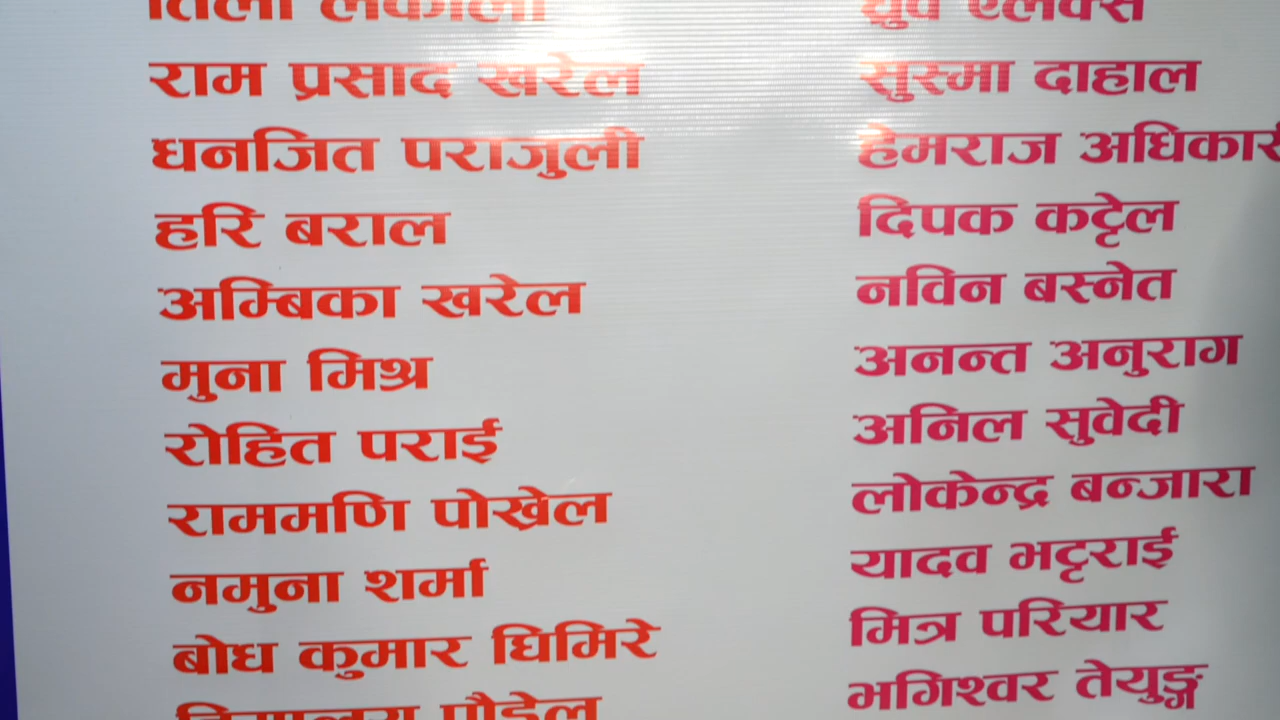 राम प्रसाद खरेल
धनजित पराजुली
हरि बराल
अम्बिका खरेल
मुना मिश्र
रोहित पराई
राममणि पोख्रेल
नमुना शर्मा
बोध कुमार घिमिरे
पौडेल
ध्रुव एलक्स
सुस्मा दाहाल
हेमराज अधिकारी
दिपक कट्टेल
नविन बस्नेत
अनन्त अनुराग
अनिल सुवेदी
लोकेन्द्र बन्जारा
यादव भट्टराई
मित्र परियार
भगिश्वर तेयुङ्ग